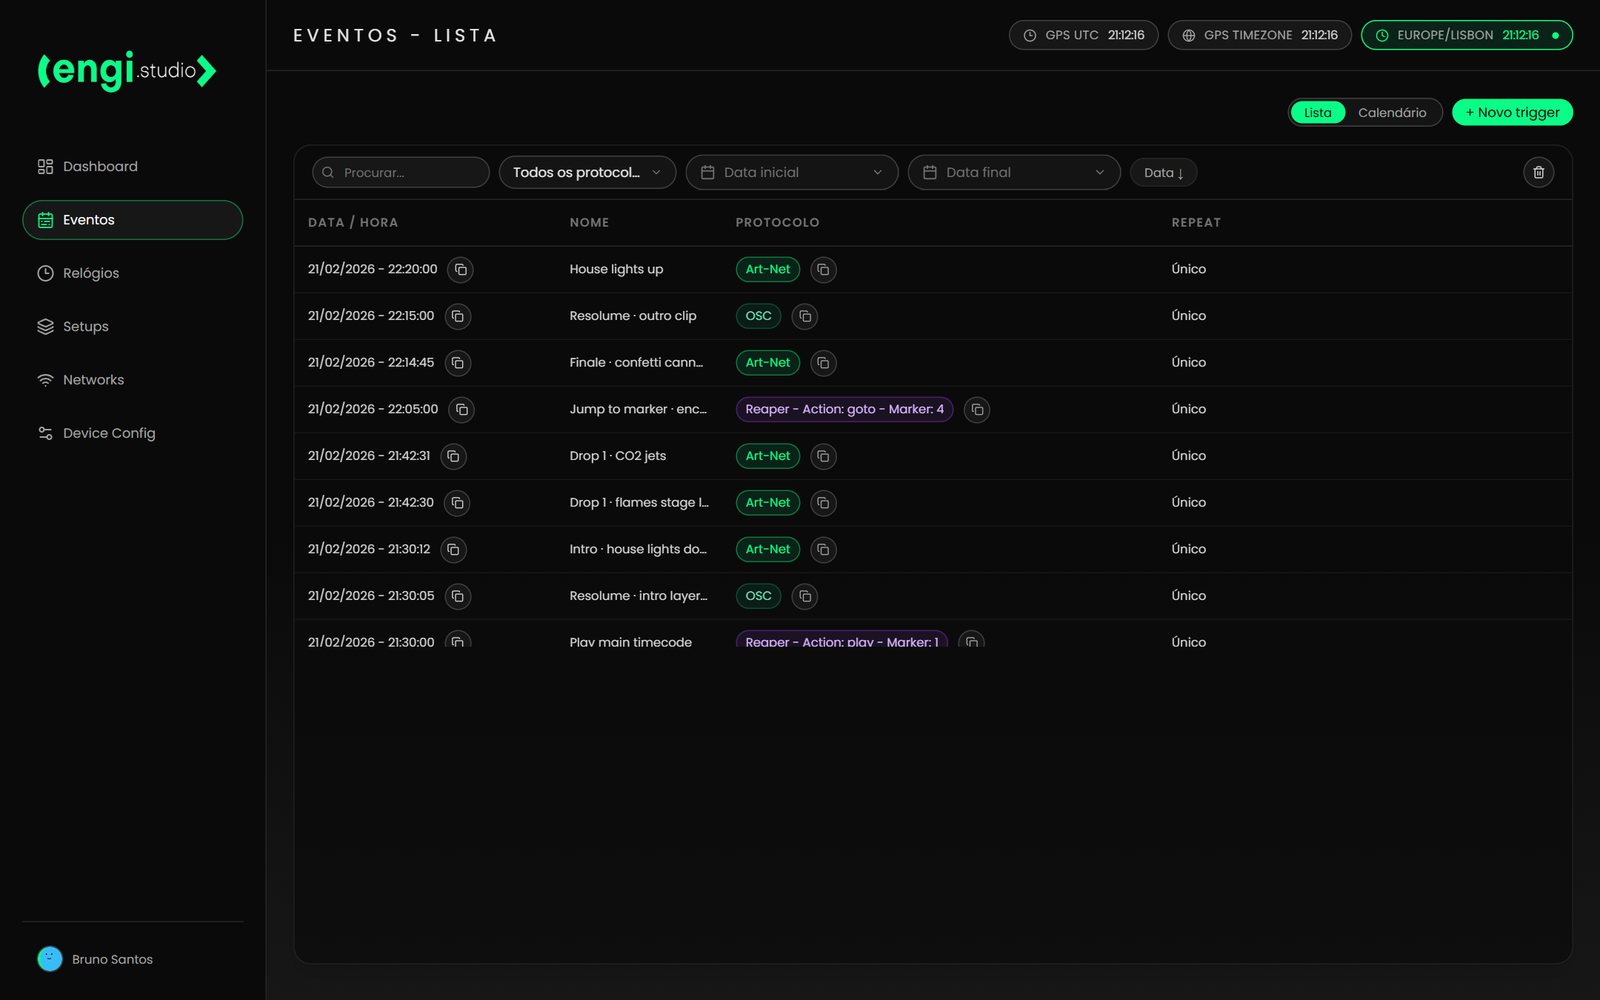 (engi.studio>
EVENTOS - LISTA
GPS UTC 21:12:16
GPS TIMEZONE 21:12:16
EUROPE/LISBON 21:12:16
Lista
Calendário
+ Novo trigger
Dashboard
Eventos
Relógios
Setups
Networks
Device Config
Bruno Santos
Procurar...
Todos os protocol...
Data inicial
Data final
Data ↓
DATA / HORA NOME PROTOCOLO REPEAT
21/02/2026 - 22:20:00 House lights up Art-Net Único
21/02/2026 - 22:15:00 Resolume · outro clip OSC Único
21/02/2026 - 22:14:45 Finale · confetti cann... Art-Net Único
21/02/2026 - 22:05:00 Jump to marker · enc... Reaper - Action: goto - Marker: 4 Único
21/02/2026 - 21:42:31 Drop 1 · CO2 jets Art-Net Único
21/02/2026 - 21:42:30 Drop 1 · flames stage l... Art-Net Único
21/02/2026 - 21:30:12 Intro · house lights do... Art-Net Único
21/02/2026 - 21:30:05 Resolume · intro layer... OSC Único
21/02/2026 - 21:30:00 Play main timecode Reaper - Action: play - Marker: 1 Único